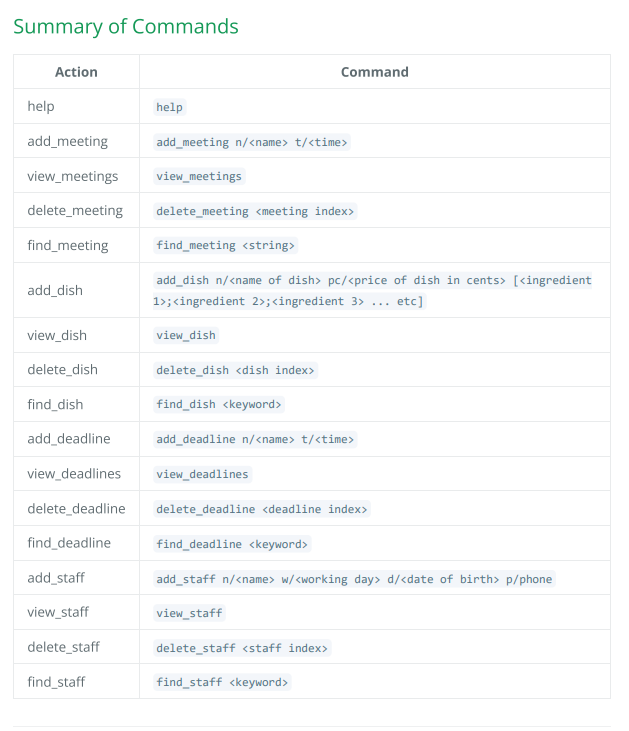 Summary of Commands
Action Command
help help
add_meeting add_meeting n/<name> t/<time>
view_meetings view_meetings
delete_meeting delete_meeting <meeting index>
find_meeting find_meeting <string>
add_dish add_dish n/<name of dish> pc/<price of dish in cents> [<ingredient
1>;<ingredient 2>;<ingredient 3> ... etc]
view_dish view_dish
delete_dish delete_dish <dish index>
find_dish find_dish <keyword>
add_deadline add_deadline n/<name> t/<time>
view_deadlines view_deadlines
delete_deadline delete_deadline <deadline index>
find_deadline find_deadline <keyword>
add_staff add_staff n/<name> w/<working day> d/<date of birth> p/phone
view_staff view_staff
delete_staff delete_staff <staff index>
find_staff find_staff <keyword>